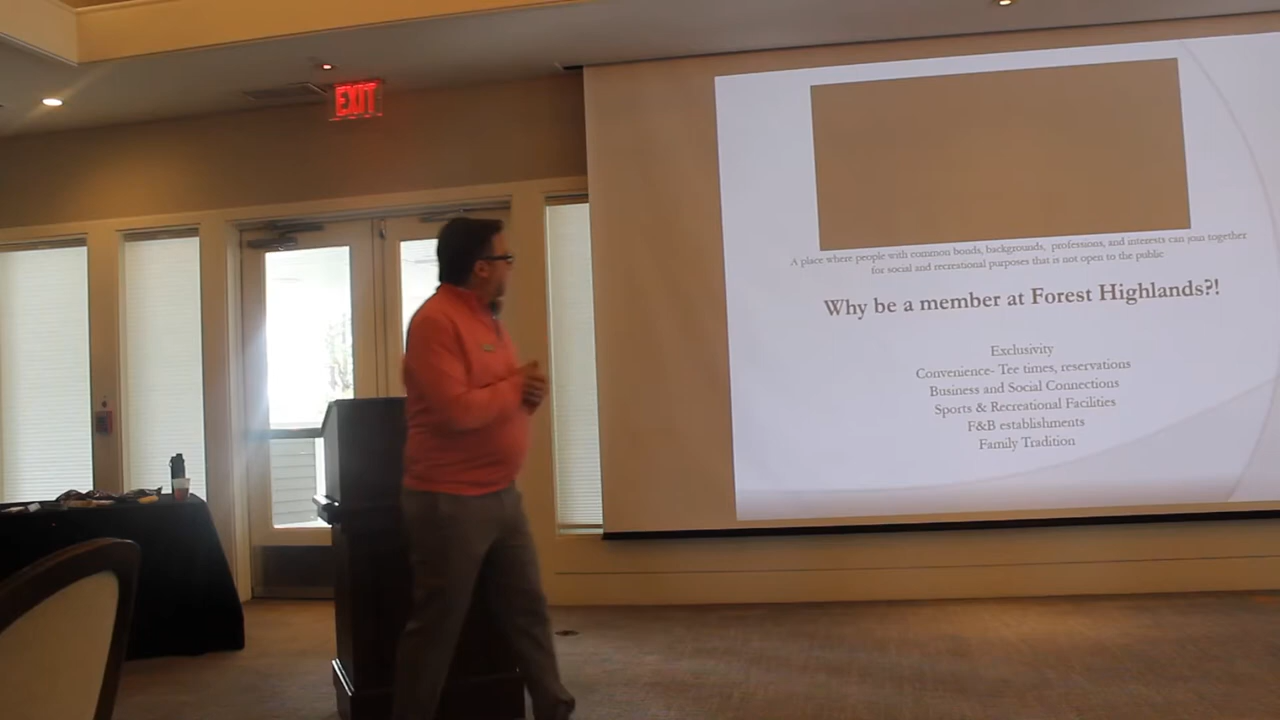 EXIT
A place where people with common bonds, backgrounds, professions, and interests can join together
for social and recreational purposes that is not open to the public
Why be a member at Forest Highlands?!
Exclusivity
Convenience- Tee times, reservations
Business and Social Connections
Sports & Recreational Facilities
F&B establishments
Family Tradition